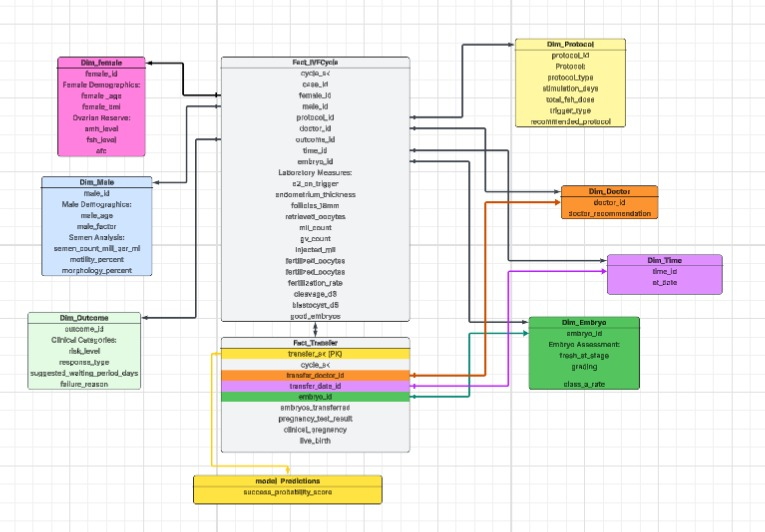 Dim_female
female_id
Female Demographics:
female_age
female_bmi
Ovarian Reserve:
amh_level
fsh_level
afc
Dim_Male
male_id
Male Demographics:
male_age
male_factor
Semen Analysis:
semen_count_mill_per_ml
motility_percent
morphology_percent
Dim_Outcome
outcome_id
Clinical Categories:
risk_level
response_type
suggested_waiting_period_days
failure_reason
Fact_IVFCycle
cycle_sk
case_id
female_id
male_id
protocol_id
doctor_id
outcome_id
time_id
embryo_id
Laboratory Measures:
e2_on_trigger
endometrium_thickness
follicles_18mm
retrieved_oocytes
mii_count
gv_count
injected_mii
fertilized_oocytes
fertilized_oocytes
fertilization_rate
cleavage_d3
blastocyst_d5
good_embryos
Fact_Transfer
transfer_sk (PK)
cycle_sk
transfer_doctor_id
transfer_date_id
embryo_id
embryos_transferred
pregnancy_test_result
clinical_pregnancy
live_birth
model_Predictions
success_probability_score
Dim_Protocol
protocol_id
Protocol:
protocol_type
stimulation_days
total_fsh_dose
trigger_type
recommended_protocol
Dim_Doctor
doctor_id
doctor_recommendation
Dim_Time
time_id
et_date
Dim_Embryo
embryo_id
Embryo Assessment:
fresh_et_stage
grading
class_a_rate